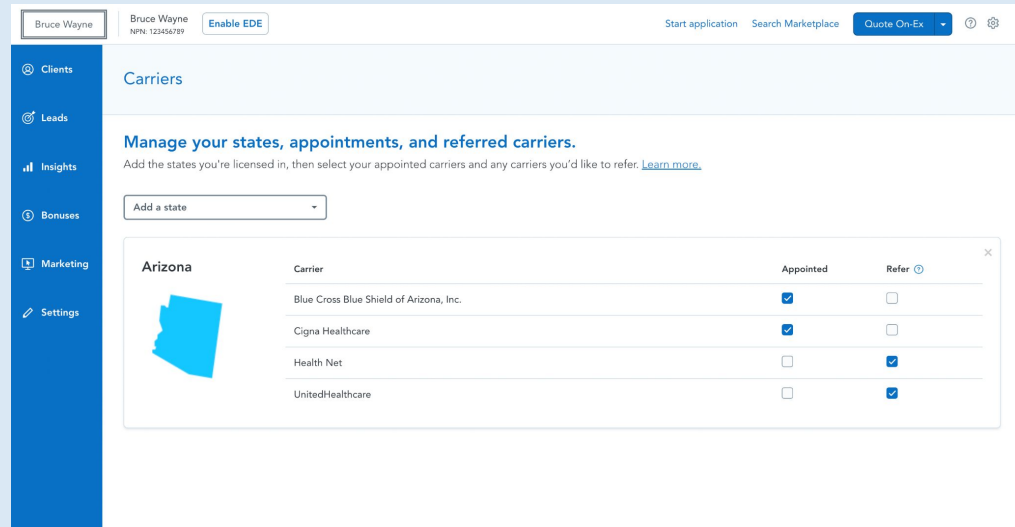 Bruce Wayne
Bruce Wayne
NPN: 123456789
Enable EDE
Start application
Search Marketplace
Quote On-Ex
Clients
Leads
Insights
Bonuses
Marketing
Settings
Carriers
Manage your states, appointments, and referred carriers.
Add the states you're licensed in, then select your appointed carriers and any carriers you'd like to refer. Learn more.
Add a state
Arizona
Carrier Appointed Refer
Blue Cross Blue Shield of Arizona, Inc.
Cigna Healthcare
Health Net
UnitedHealthcare